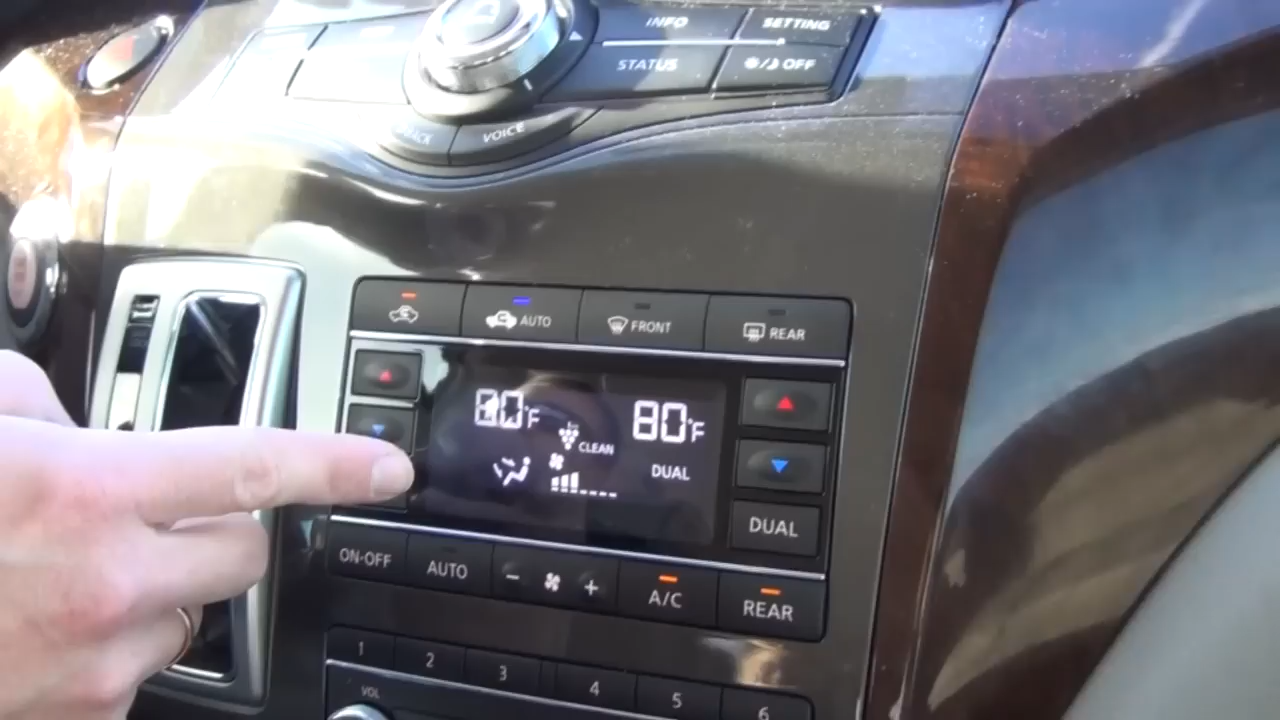 INFO SETTING
STATUS ☀/☽ OFF
VOICE
AUTO FRONT REAR
80°F 80°F
CLEAN
DUAL
DUAL
ON-OFF AUTO − + A/C REAR
1 2 3 4 5 6
VOL